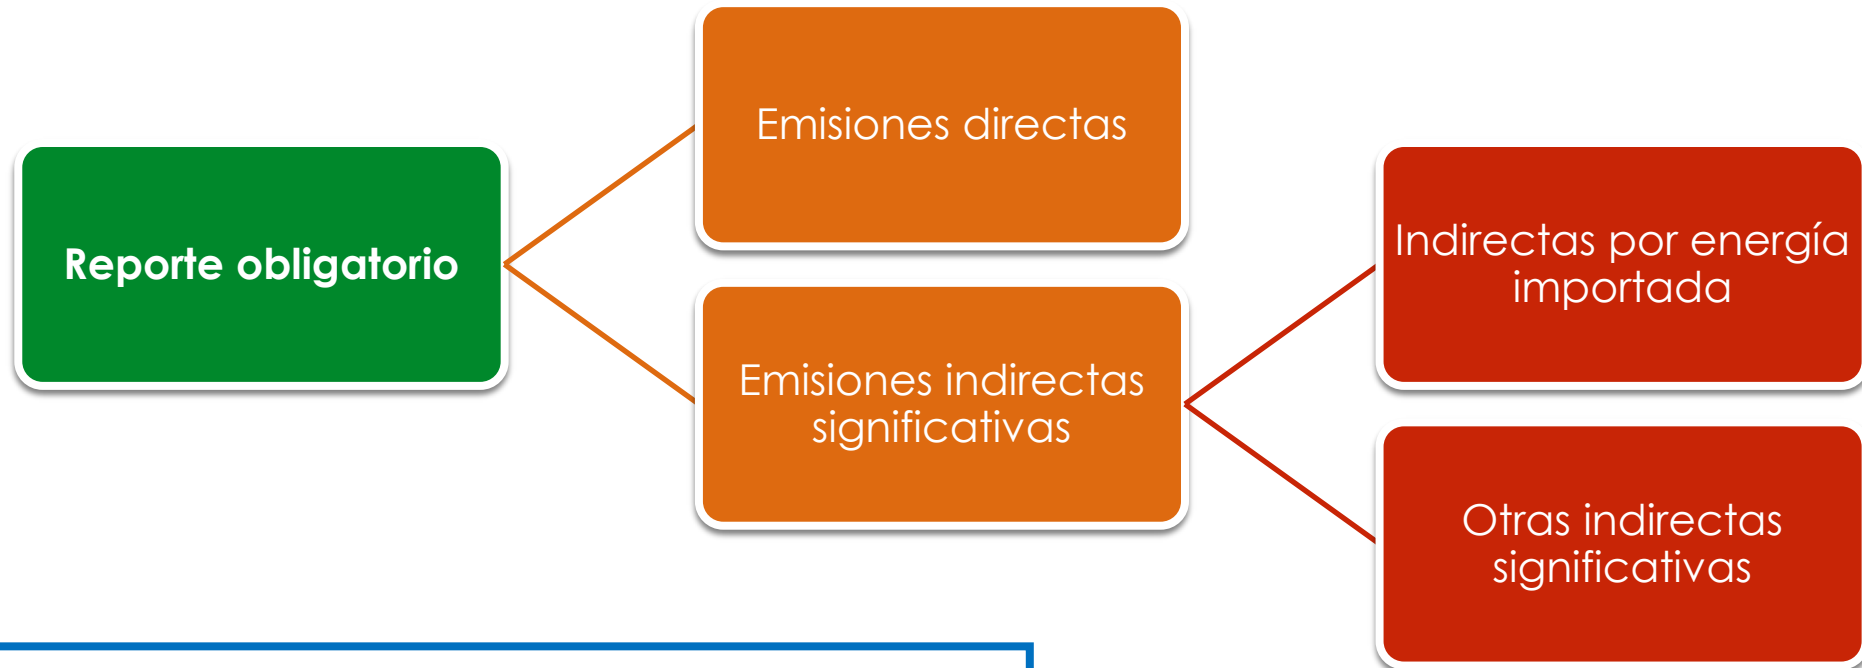 Reporte obligatorio
Emisiones directas
Emisiones indirectas
significativas
Indirectas por energía
importada
Otras indirectas
significativas